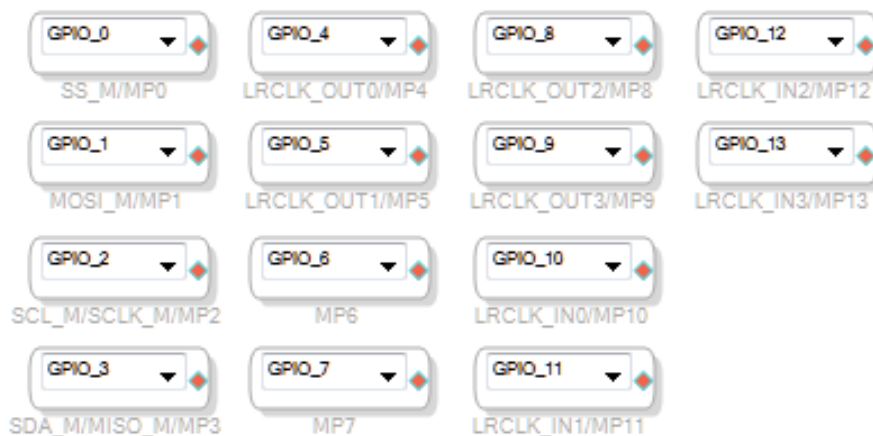 GPIO_0
SS_M/MP0
GPIO_4
LRCLK_OUT0/MP4
GPIO_8
LRCLK_OUT2/MP8
GPIO_12
LRCLK_IN2/MP12
GPIO_1
MOSI_M/MP1
GPIO_5
LRCLK_OUT1/MP5
GPIO_9
LRCLK_OUT3/MP9
GPIO_13
LRCLK_IN3/MP13
GPIO_2
SCL_M/SCLK_M/MP2
GPIO_6
MP6
GPIO_10
LRCLK_IN0/MP10
GPIO_3
SDA_M/MISO_M/MP3
GPIO_7
MP7
GPIO_11
LRCLK_IN1/MP11